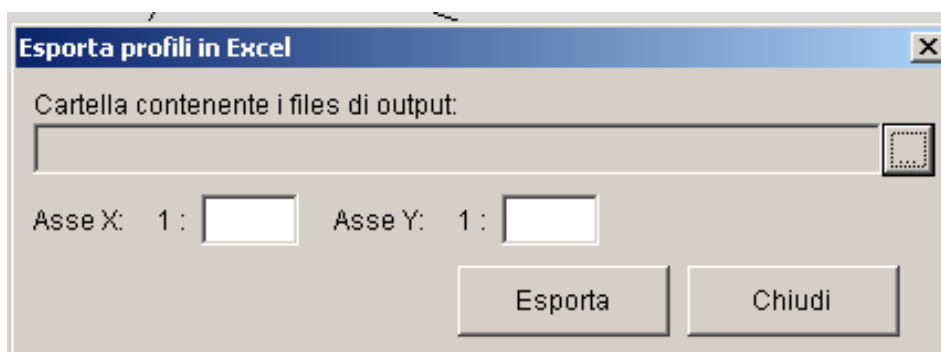 Esporta profili in Excel
Cartella contenente i files di output:
...
Asse X: 1 : Asse Y: 1 :
Esporta Chiudi